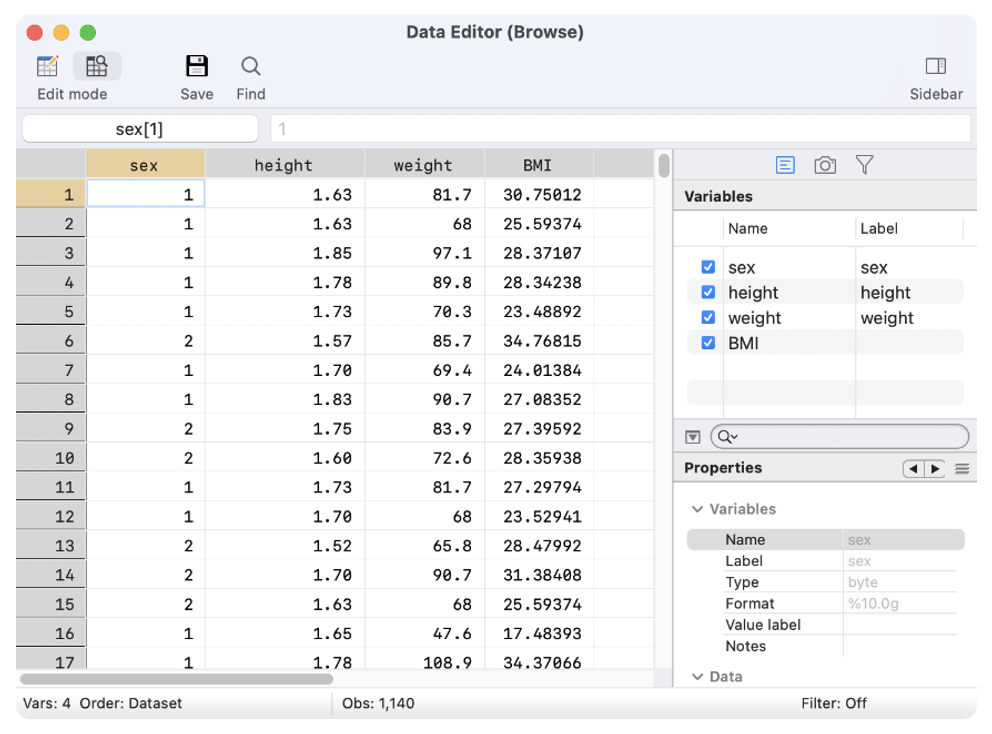 Data Editor (Browse)
Edit mode Save Find Sidebar
sex[1] 1
sex height weight BMI
1 1 1.63 81.7 30.75012
2 1 1.63 68 25.59374
3 1 1.85 97.1 28.37107
4 1 1.78 89.8 28.34238
5 1 1.73 70.3 23.48892
6 2 1.57 85.7 34.76815
7 1 1.70 69.4 24.01384
8 1 1.83 90.7 27.08352
9 2 1.75 83.9 27.39592
10 2 1.60 72.6 28.35938
11 1 1.73 81.7 27.29794
12 1 1.70 68 23.52941
13 2 1.52 65.8 28.47992
14 2 1.70 90.7 31.38408
15 2 1.63 68 25.59374
16 1 1.65 47.6 17.48393
17 1 1.78 108.9 34.37066
Variables
Name Label
sex sex
height height
weight weight
BMI
Properties
Variables
Name sex
Label sex
Type byte
Format %10.0g
Value label
Notes
Data
Vars: 4 Order: Dataset Obs: 1,140 Filter: Off